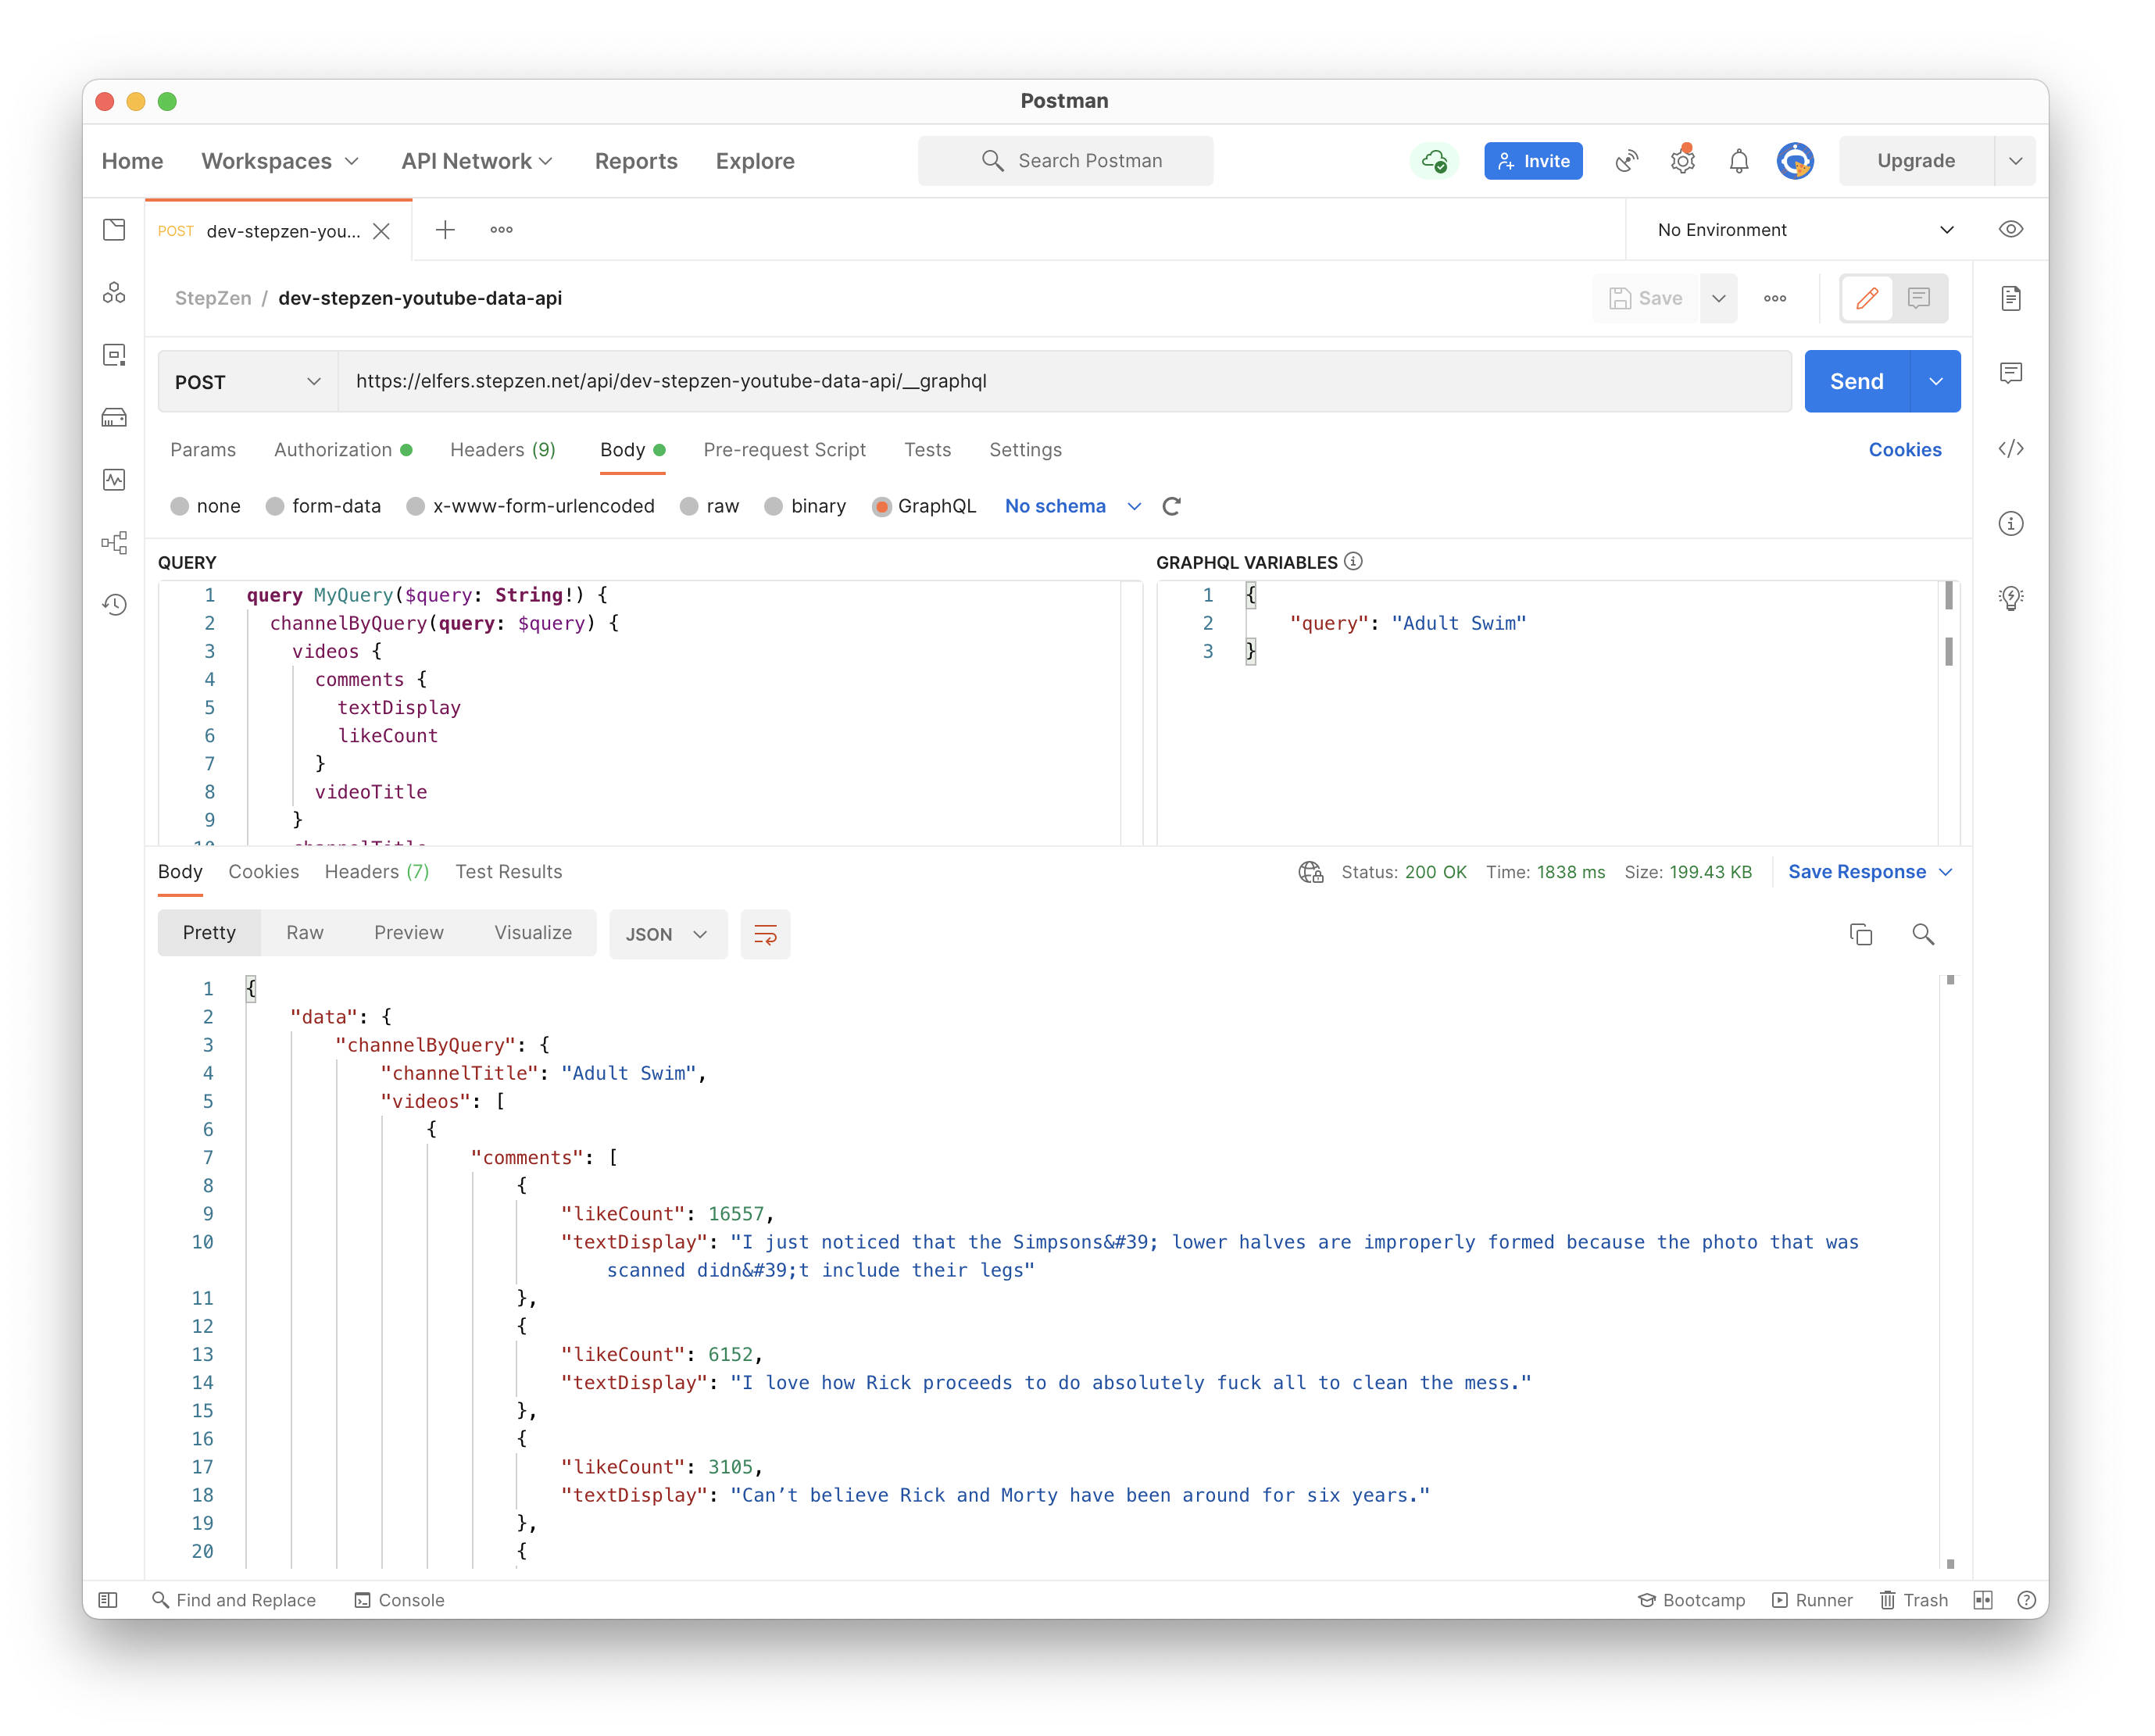 Postman
Home Workspaces API Network Reports Explore Search Postman Invite Upgrade
POST dev-stepzen-you... No Environment
StepZen / dev-stepzen-youtube-data-api Save
POST https://elfers.stepzen.net/api/dev-stepzen-youtube-data-api/__graphql Send
Params Authorization Headers (9) Body Pre-request Script Tests Settings Cookies
none form-data x-www-form-urlencoded raw binary GraphQL No schema
QUERY
1 query MyQuery($query: String!) {
2 channelByQuery(query: $query) {
3 videos {
4 comments {
5 textDisplay
6 likeCount
7 }
8 videoTitle
9 }
10 channelTitle
GRAPHQL VARIABLES
1 {
2 "query": "Adult Swim"
3 }
Body Cookies Headers (7) Test Results Status: 200 OK Time: 1838 ms Size: 199.43 KB Save Response
Pretty Raw Preview Visualize JSON
1 {
2 "data": {
3 "channelByQuery": {
4 "channelTitle": "Adult Swim",
5 "videos": [
6 {
7 "comments": [
8 {
9 "likeCount": 16557,
10 "textDisplay": "I just noticed that the Simpsons&#39; lower halves are improperly formed because the photo that was
scanned didn&#39;t include their legs"
11 },
12 {
13 "likeCount": 6152,
14 "textDisplay": "I love how Rick proceeds to do absolutely fuck all to clean the mess."
15 },
16 {
17 "likeCount": 3105,
18 "textDisplay": "Can’t believe Rick and Morty have been around for six years."
19 },
20 {
Find and Replace Console Bootcamp Runner Trash